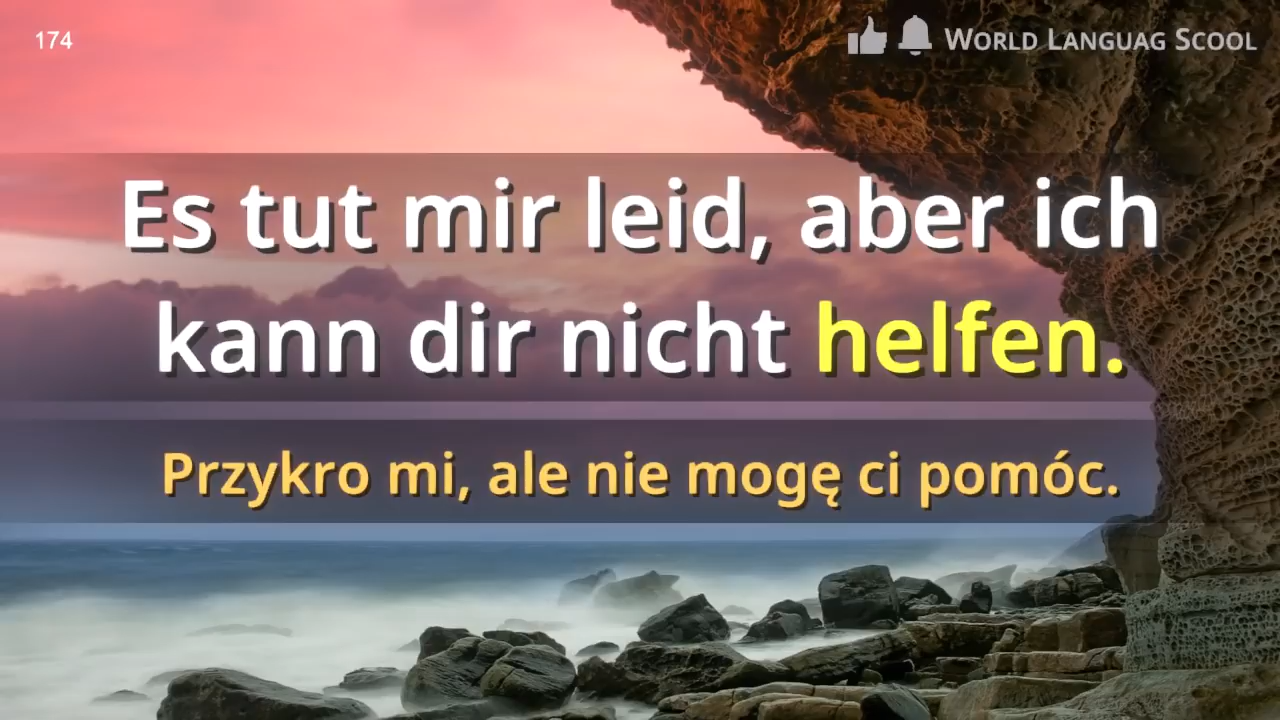 174
WORLD LANGUAG SCOOL
Es tut mir leid, aber ich
kann dir nicht helfen.
Przykro mi, ale nie mogę ci pomóc.